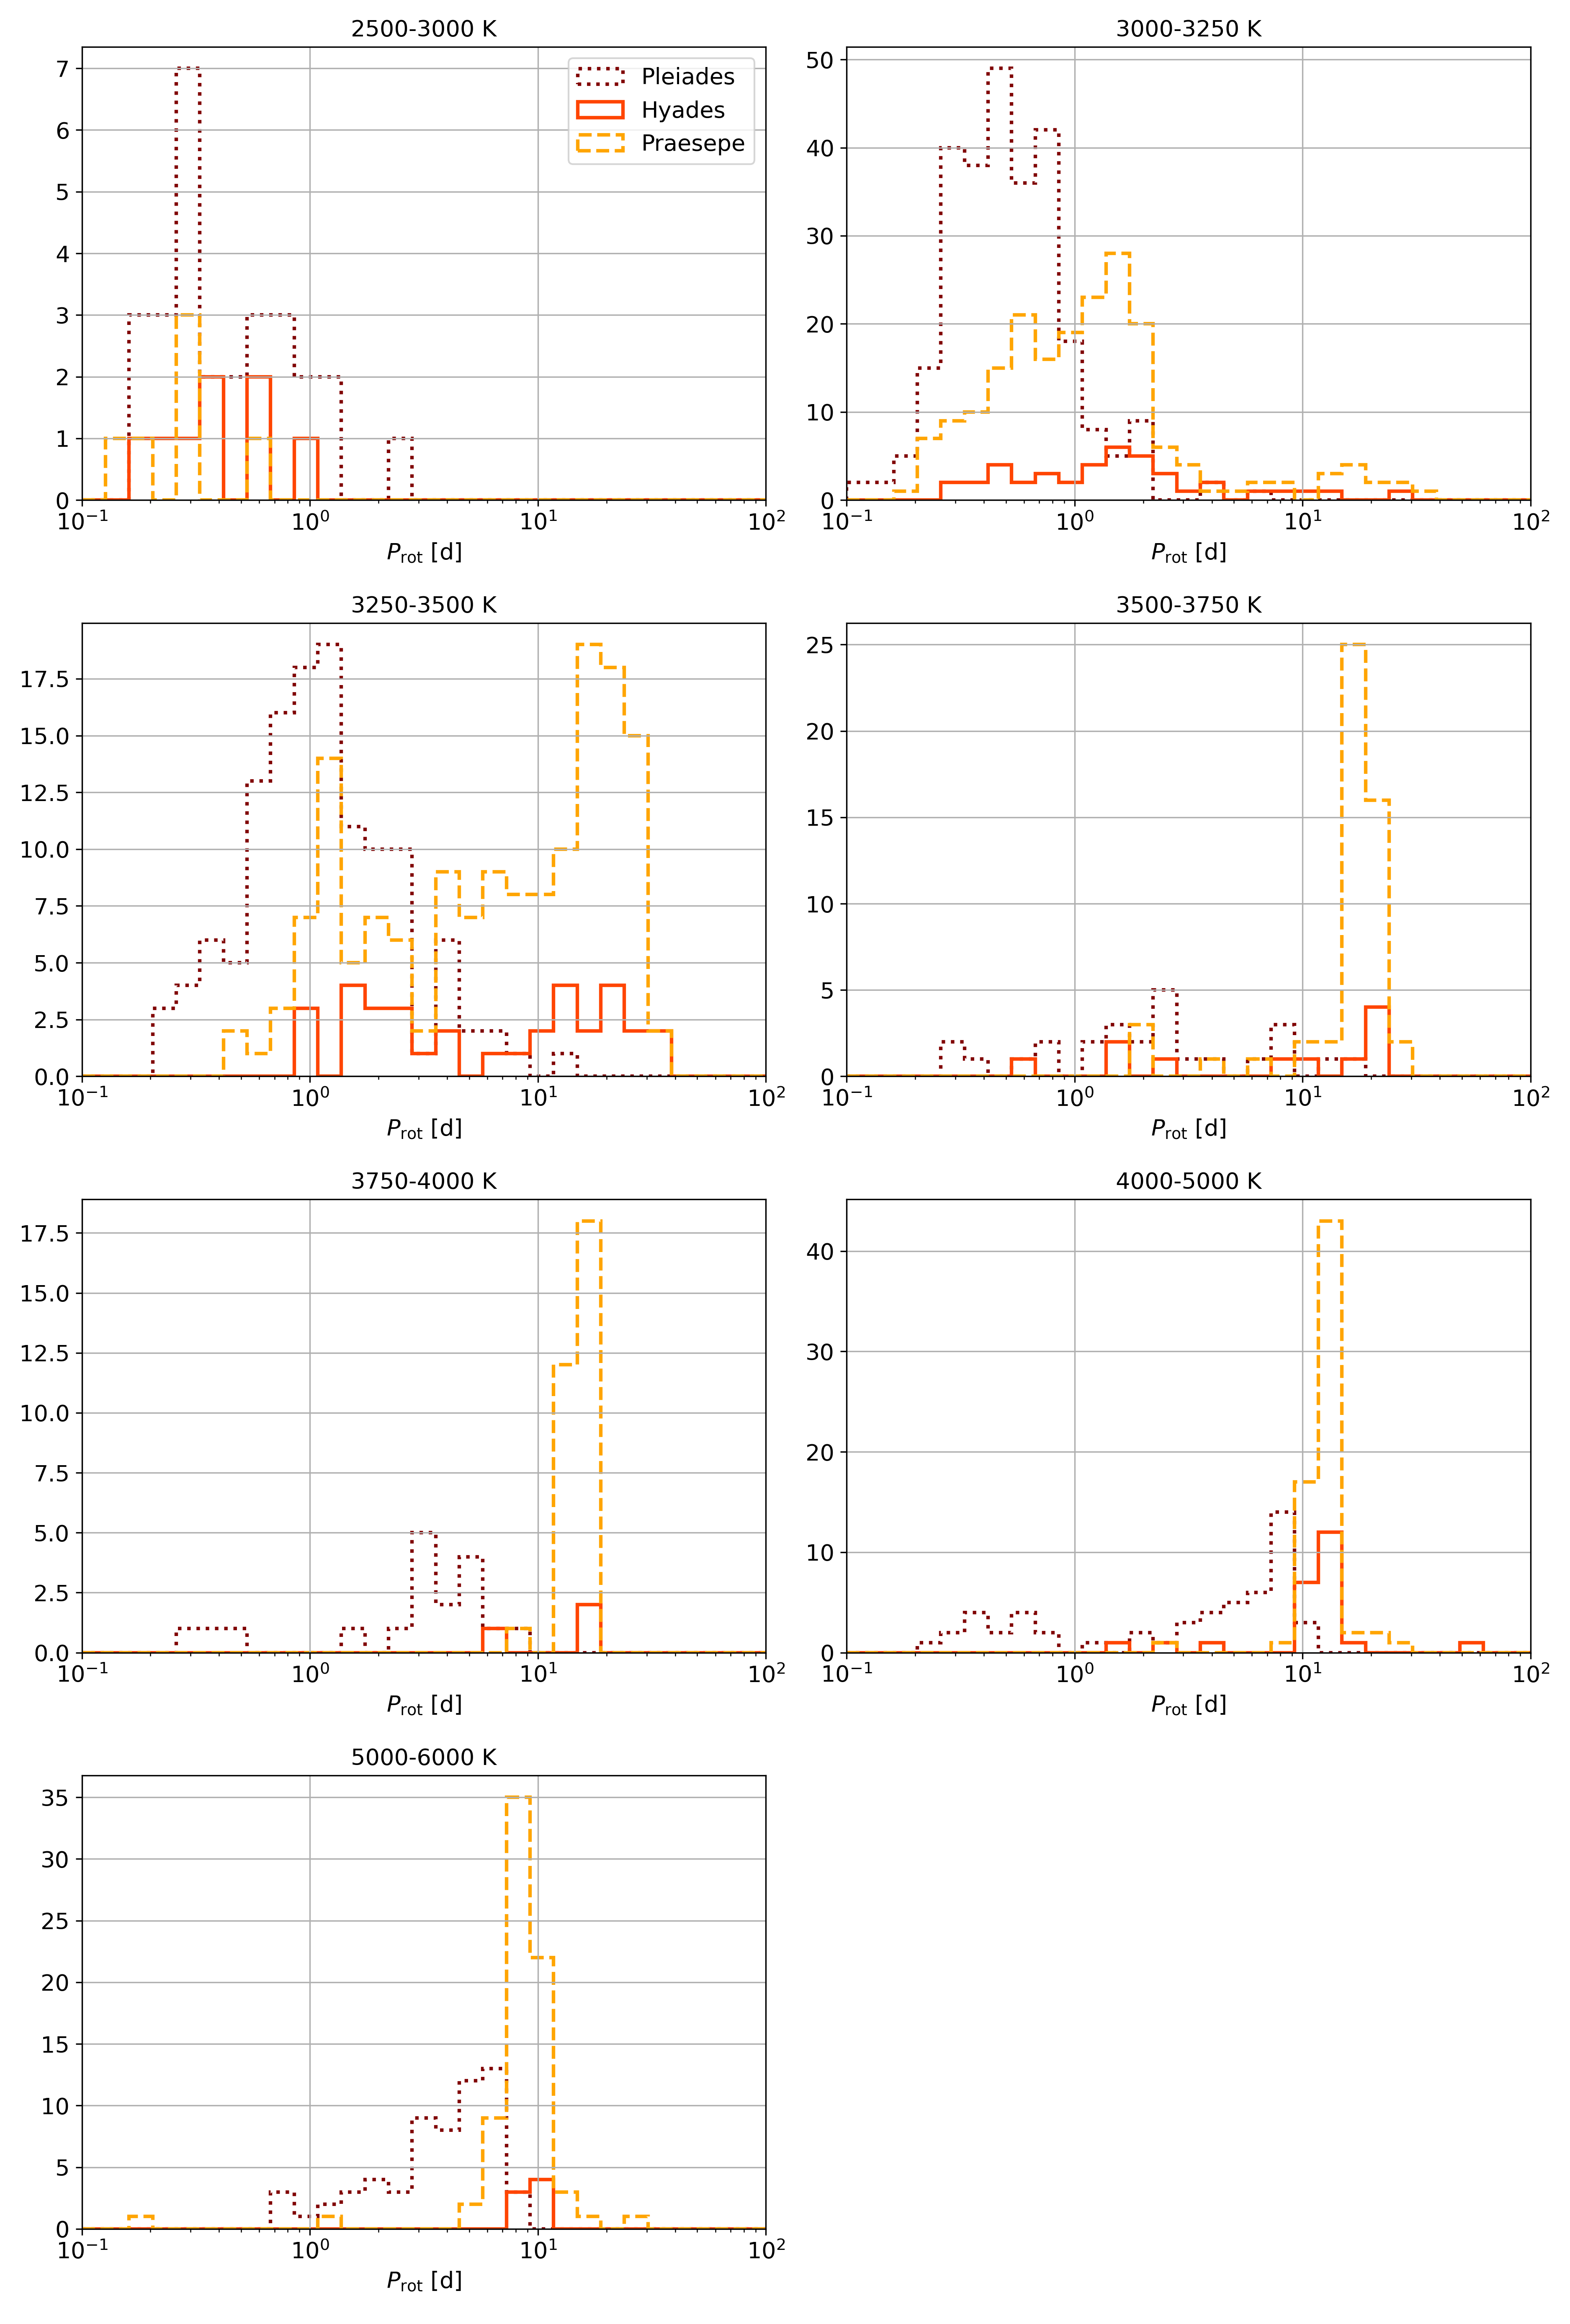 2500-3000 K
7
6
5
4
3
2
1
0
10⁻¹ 10⁰ 10¹ 10²
P_rot [d]
Pleiades
Hyades
Praesepe
3000-3250 K
50
40
30
20
10
0
10⁻¹ 10⁰ 10¹ 10²
P_rot [d]
3250-3500 K
17.5
15.0
12.5
10.0
7.5
5.0
2.5
0.0
10⁻¹ 10⁰ 10¹ 10²
P_rot [d]
3500-3750 K
25
20
15
10
5
0
10⁻¹ 10⁰ 10¹ 10²
P_rot [d]
3750-4000 K
17.5
15.0
12.5
10.0
7.5
5.0
2.5
0.0
10⁻¹ 10⁰ 10¹ 10²
P_rot [d]
4000-5000 K
40
30
20
10
0
10⁻¹ 10⁰ 10¹ 10²
P_rot [d]
5000-6000 K
35
30
25
20
15
10
5
0
10⁻¹ 10⁰ 10¹ 10²
P_rot [d]